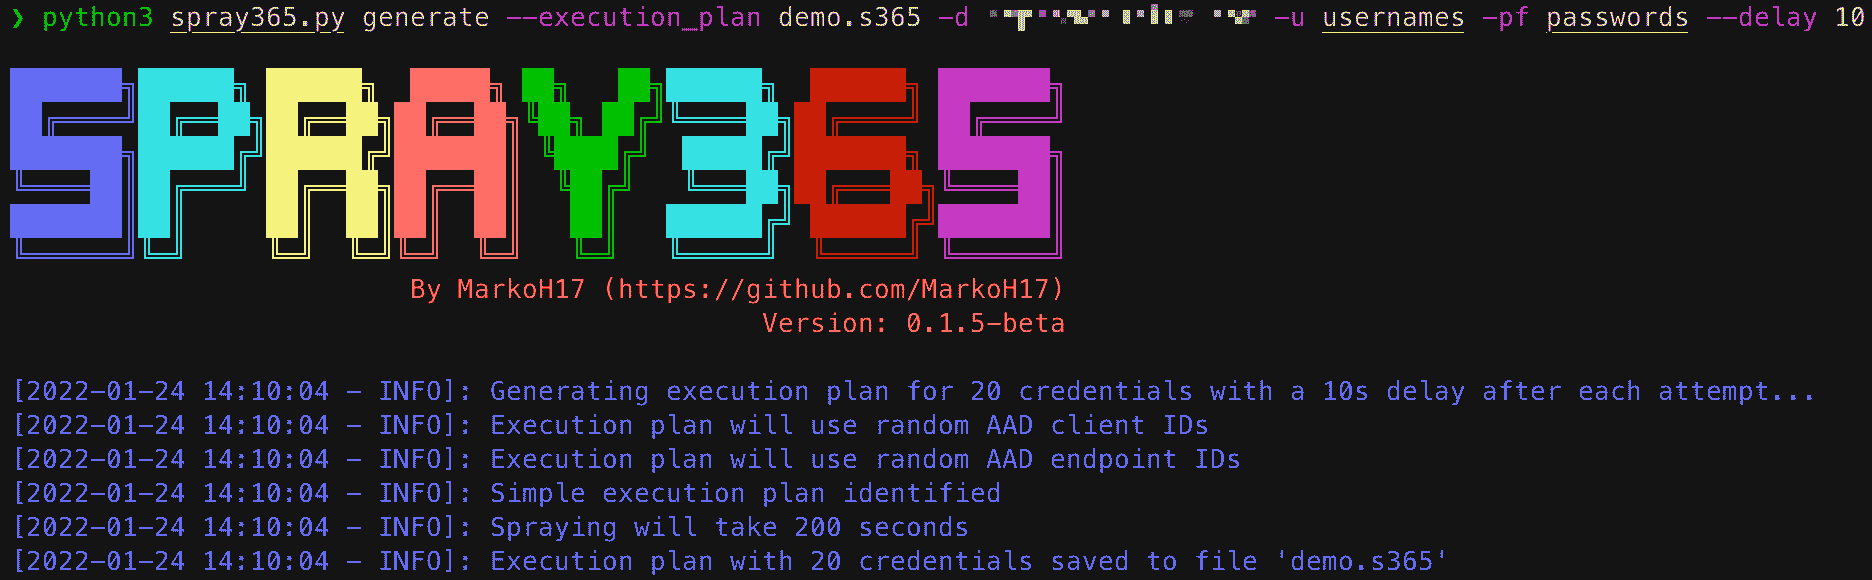 ❯ python3 spray365.py generate --execution_plan demo.s365 -d -u usernames -pf passwords --delay 10
SPRAY365
By MarkoH17 (https://github.com/MarkoH17)
Version: 0.1.5-beta
[2022-01-24 14:10:04 - INFO]: Generating execution plan for 20 credentials with a 10s delay after each attempt...
[2022-01-24 14:10:04 - INFO]: Execution plan will use random AAD client IDs
[2022-01-24 14:10:04 - INFO]: Execution plan will use random AAD endpoint IDs
[2022-01-24 14:10:04 - INFO]: Simple execution plan identified
[2022-01-24 14:10:04 - INFO]: Spraying will take 200 seconds
[2022-01-24 14:10:04 - INFO]: Execution plan with 20 credentials saved to file 'demo.s365'